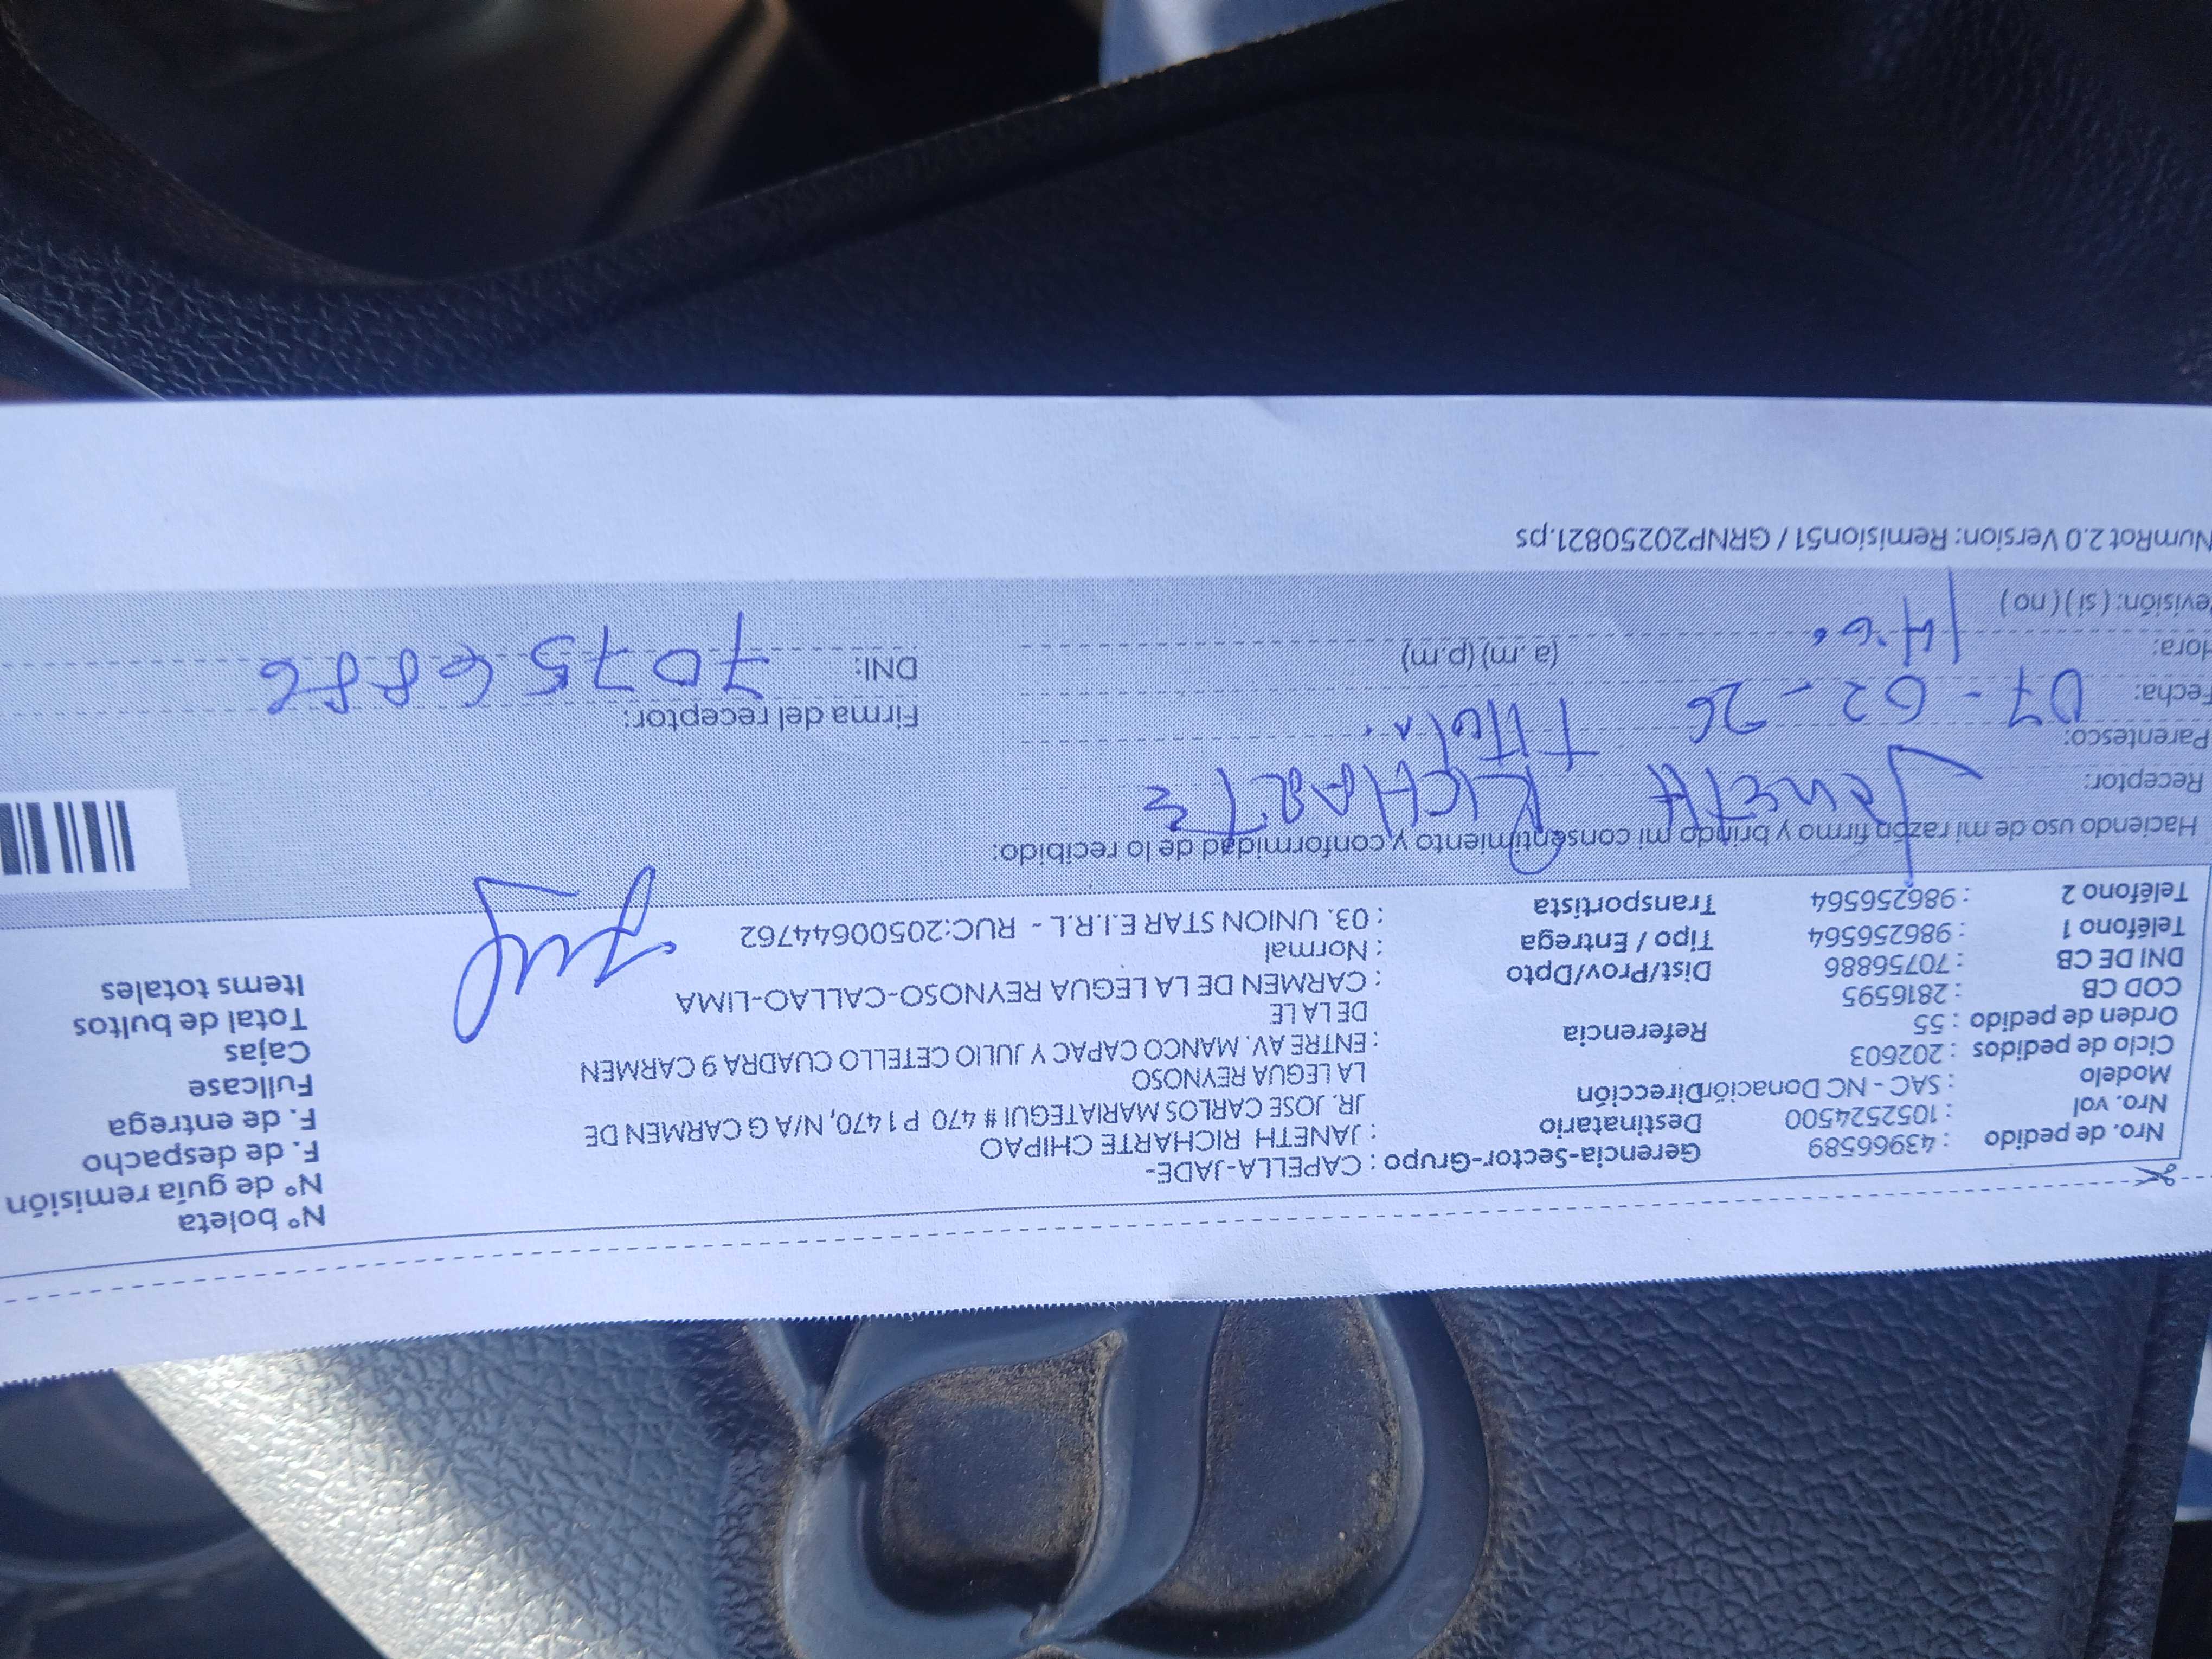 Nro. de pedido : 43966589
Nro. vol : 1052524500
Modelo : SAC - NC Donación
Ciclo de pedidos : 202603
Orden de pedido : 55
COD CB : 2816595
DNI DE CB : 70756886
Teléfono 1 : 986256564
Teléfono 2 : 986256564
Gerencia-Sector-Grupo : CAPELLA-JADE-
Destinatario : JANETH RICHARTE CHIPAO
Dirección JR. JOSE CARLOS MARIATEGUI # 470 P 1 470, N/A G CARMEN DE
LA LEGUA REYNOSO
Referencia : ENTRE AV. MANCO CAPAC Y JULIO CETELLO CUADRA 9 CARMEN
DE LA LE
Dist/Prov/Dpto : CARMEN DE LA LEGUA REYNOSO-CALLAO-LIMA
Tipo / Entrega : Normal
Transportista : 03. UNION STAR E.I.R.L - RUC:20500644762
N° boleta
N° de guía remisión
F. de despacho
F. de entrega
Fullcase
Cajas
Total de bultos
Items totales
Haciendo uso de mi razón firmo y brindo mi consentimiento y conformidad de lo recibido:
Receptor: Janeth RICHARTE
Parentesco: Titular
Fecha: 07-02-26
Hora: (a.m) (p.m)
evisión: ( si ) ( no )
Firma del receptor:
DNI: 70756886
NumRot 2.0 Version: Remision51 / GRNP20250821.ps